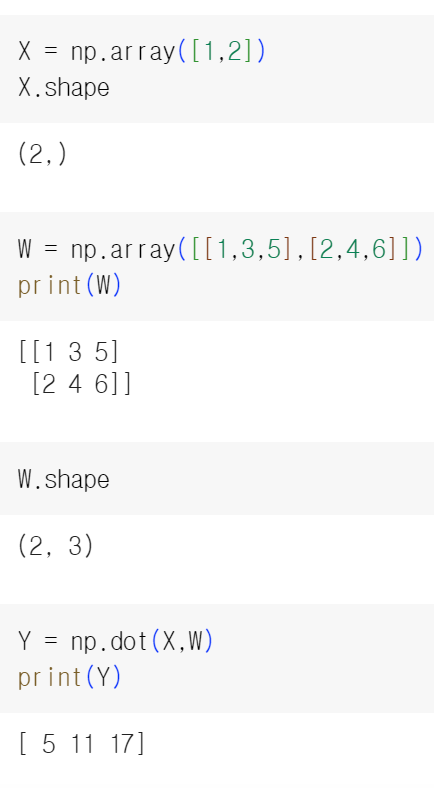 X = np.array([1,2])
X.shape
(2,)
W = np.array([[1,3,5],[2,4,6]])
print(W)
[[1 3 5]
 [2 4 6]]
W.shape
(2, 3)
Y = np.dot(X,W)
print(Y)
[ 5 11 17]